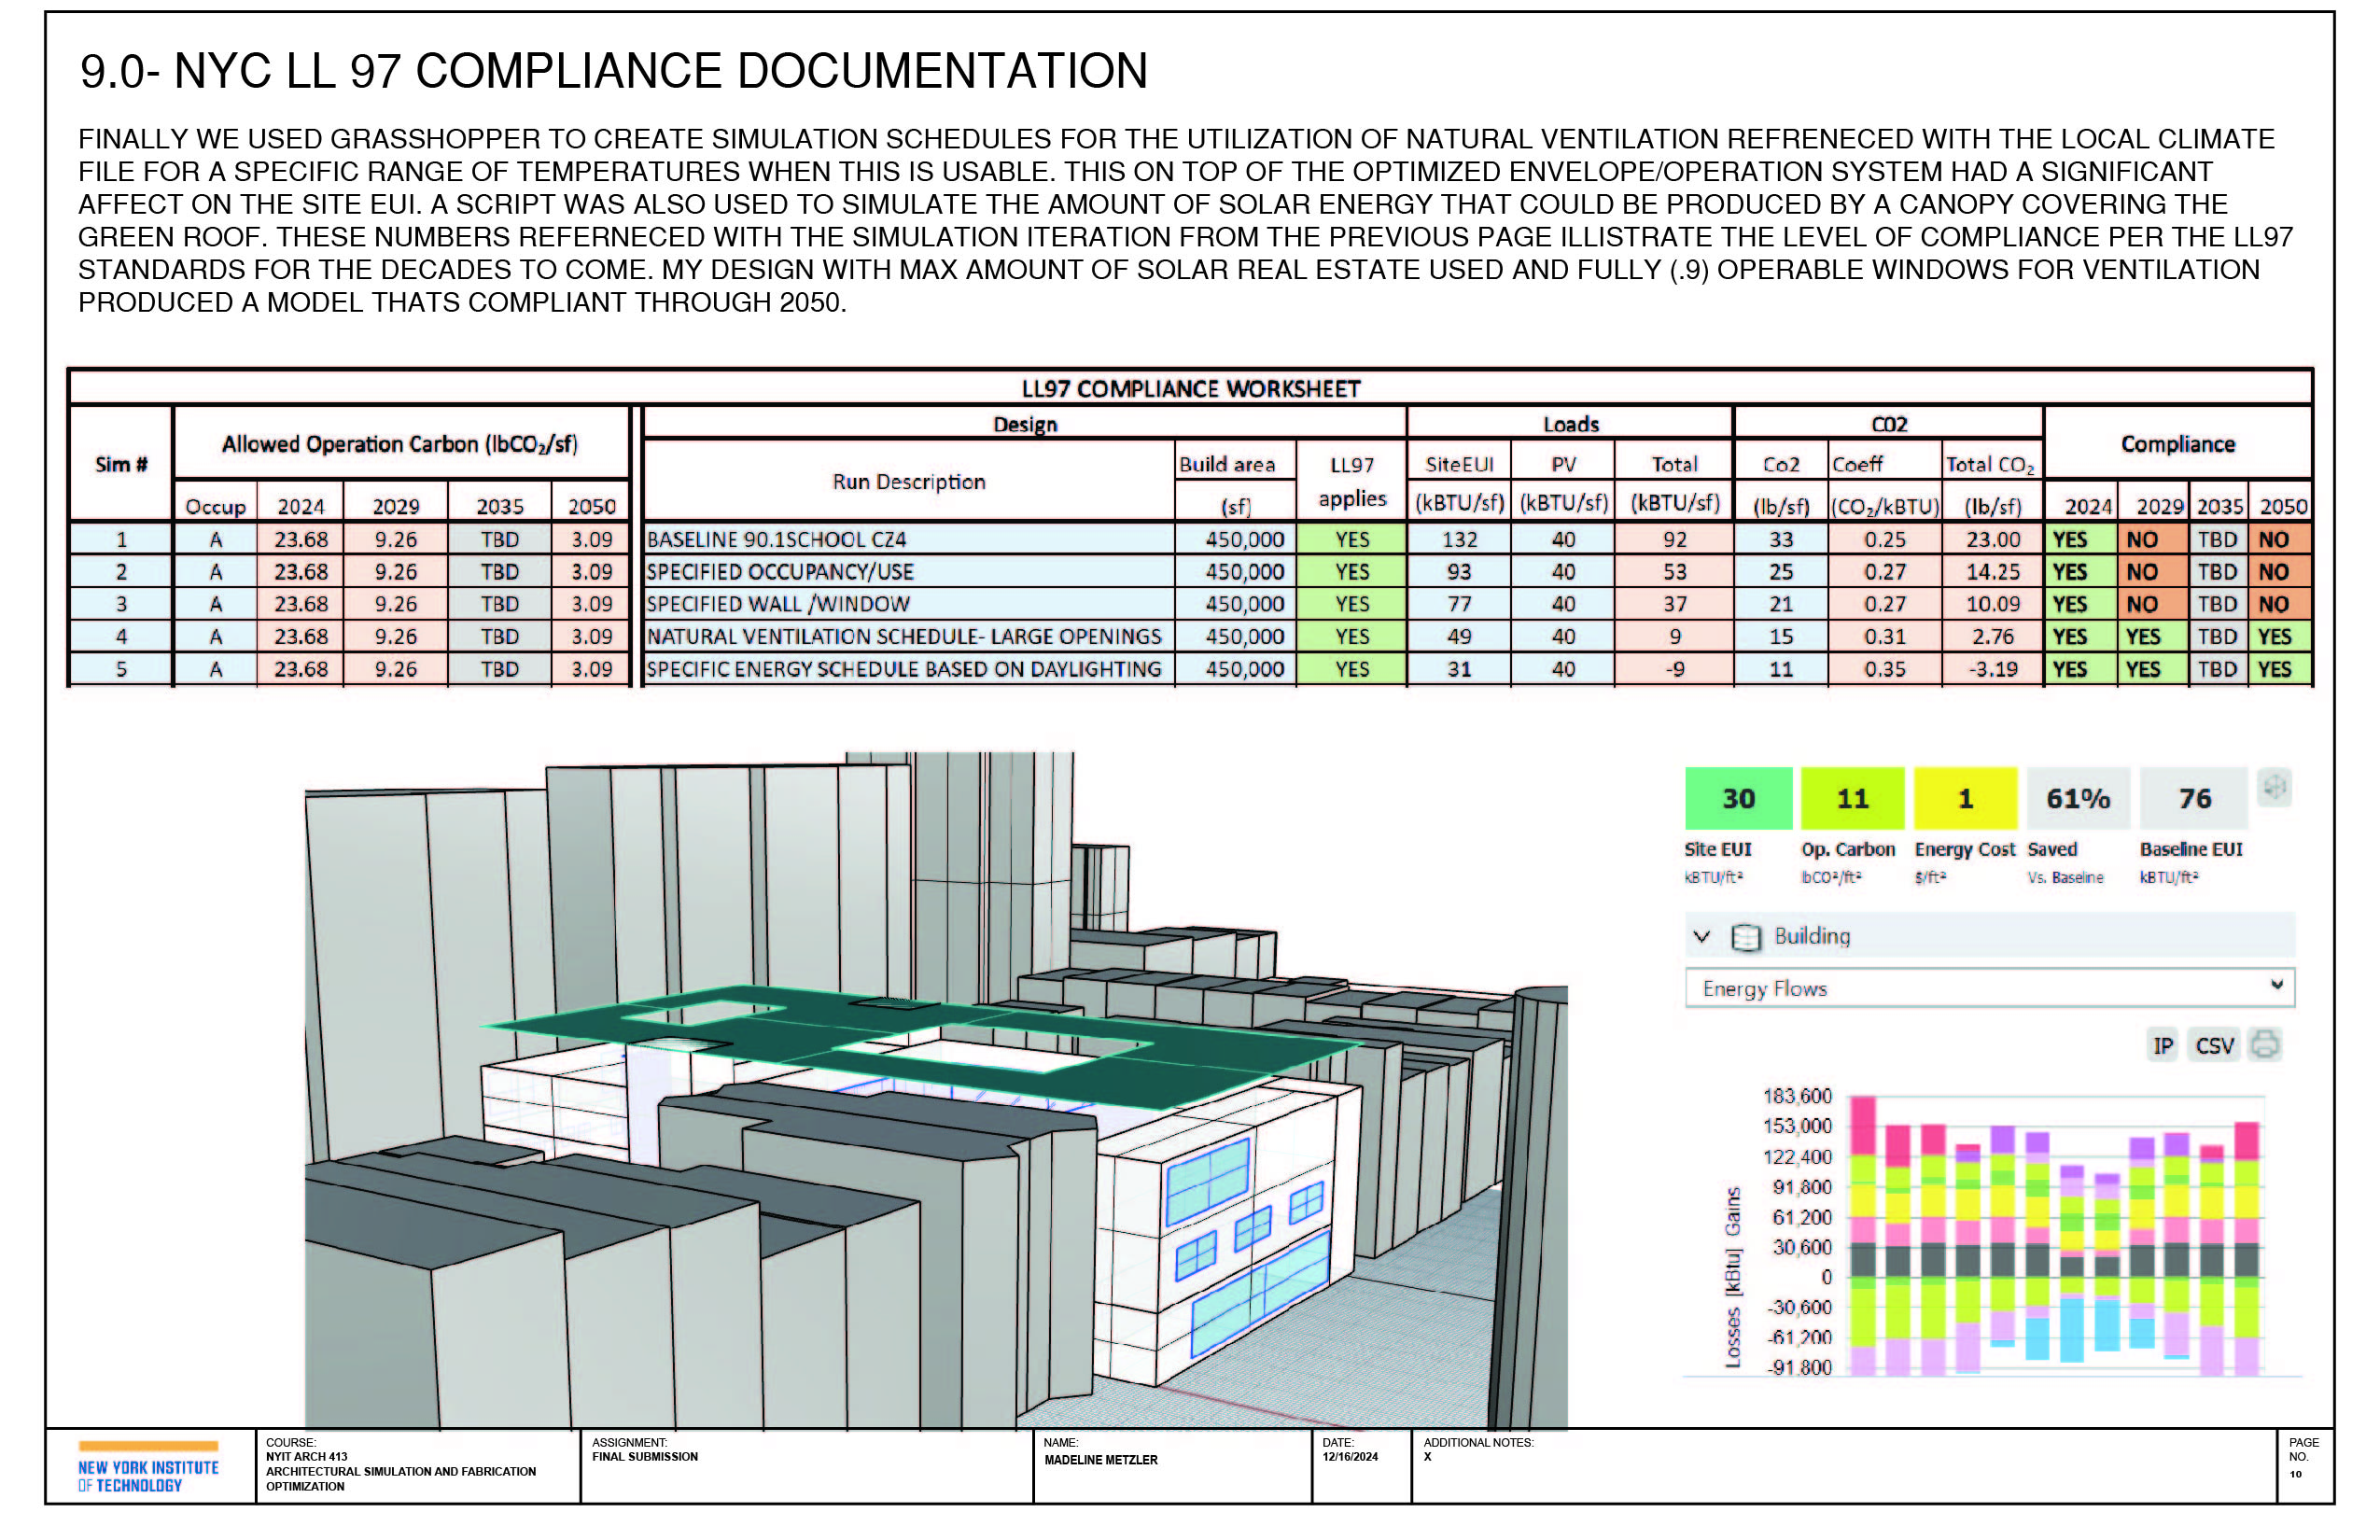 9.0- NYC LL 97 COMPLIANCE DOCUMENTATION
FINALLY WE USED GRASSHOPPER TO CREATE SIMULATION SCHEDULES FOR THE UTILIZATION OF NATURAL VENTILATION REFRENECED WITH THE LOCAL CLIMATE
FILE FOR A SPECIFIC RANGE OF TEMPERATURES WHEN THIS IS USABLE. THIS ON TOP OF THE OPTIMIZED ENVELOPE/OPERATION SYSTEM HAD A SIGNIFICANT
AFFECT ON THE SITE EUI. A SCRIPT WAS ALSO USED TO SIMULATE THE AMOUNT OF SOLAR ENERGY THAT COULD BE PRODUCED BY A CANOPY COVERING THE
GREEN ROOF. THESE NUMBERS REFERNECED WITH THE SIMULATION ITERATION FROM THE PREVIOUS PAGE ILLISTRATE THE LEVEL OF COMPLIANCE PER THE LL97
STANDARDS FOR THE DECADES TO COME. MY DESIGN WITH MAX AMOUNT OF SOLAR REAL ESTATE USED AND FULLY (.9) OPERABLE WINDOWS FOR VENTILATION
PRODUCED A MODEL THATS COMPLIANT THROUGH 2050.
LL97 COMPLIANCE WORKSHEET
Sim # Allowed Operation Carbon (lbCO₂/sf) Design Loads C02 Compliance
Run Description Build area LL97 applies SiteEUI PV Total Co2 Coeff Total CO₂
Occup 2024 2029 2035 2050 (sf) (kBTU/sf) (kBTU/sf) (kBTU/sf) (lb/sf) (CO₂/kBTU) (lb/sf) 2024 2029 2035 2050
1 A 23.68 9.26 TBD 3.09 BASELINE 90.1SCHOOL CZ4 450,000 YES 132 40 92 33 0.25 23.00 YES NO TBD NO
2 A 23.68 9.26 TBD 3.09 SPECIFIED OCCUPANCY/USE 450,000 YES 93 40 53 25 0.27 14.25 YES NO TBD NO
3 A 23.68 9.26 TBD 3.09 SPECIFIED WALL /WINDOW 450,000 YES 77 40 37 21 0.27 10.09 YES NO TBD NO
4 A 23.68 9.26 TBD 3.09 NATURAL VENTILATION SCHEDULE- LARGE OPENINGS 450,000 YES 49 40 9 15 0.31 2.76 YES YES TBD YES
5 A 23.68 9.26 TBD 3.09 SPECIFIC ENERGY SCHEDULE BASED ON DAYLIGHTING 450,000 YES 31 40 -9 11 0.35 -3.19 YES YES TBD YES
30 11 1 61% 76
Site EUI Op. Carbon Energy Cost Saved Baseline EUI
kBTU/ft² lbCO²/ft² $/ft² Vs. Baseline kBTU/ft²
Building
Energy Flows
IP CSV
Losses [kBtu] Gains
183,600
153,000
122,400
91,800
61,200
30,600
0
-30,600
-61,200
-91,800
NEW YORK INSTITUTE
OF TECHNOLOGY
COURSE:
NYIT ARCH 413
ARCHITECTURAL SIMULATION AND FABRICATION
OPTIMIZATION
ASSIGNMENT:
FINAL SUBMISSION
NAME:
MADELINE METZLER
DATE:
12/16/2024
ADDITIONAL NOTES:
X
PAGE
NO.
10